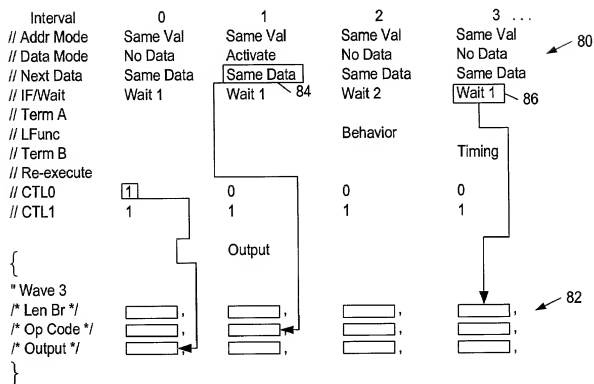 Interval 0 1 2 3 ...
// Addr Mode Same Val Same Val Same Val Same Val
// Data Mode No Data Activate No Data No Data 80
// Next Data Same Data Same Data Same Data Same Data
// IF/Wait Wait 1 Wait 1 84 Wait 2 Wait 1 86
// Term A
// LFunc Behavior
// Term B Timing
// Re-execute
// CTL0 1 0 0 0
// CTL1 1 1 1 1
Output
{
" Wave 3
/* Len Br */ , , , , 82
/* Op Code */ , , , ,
/* Output */ , , , ,
}